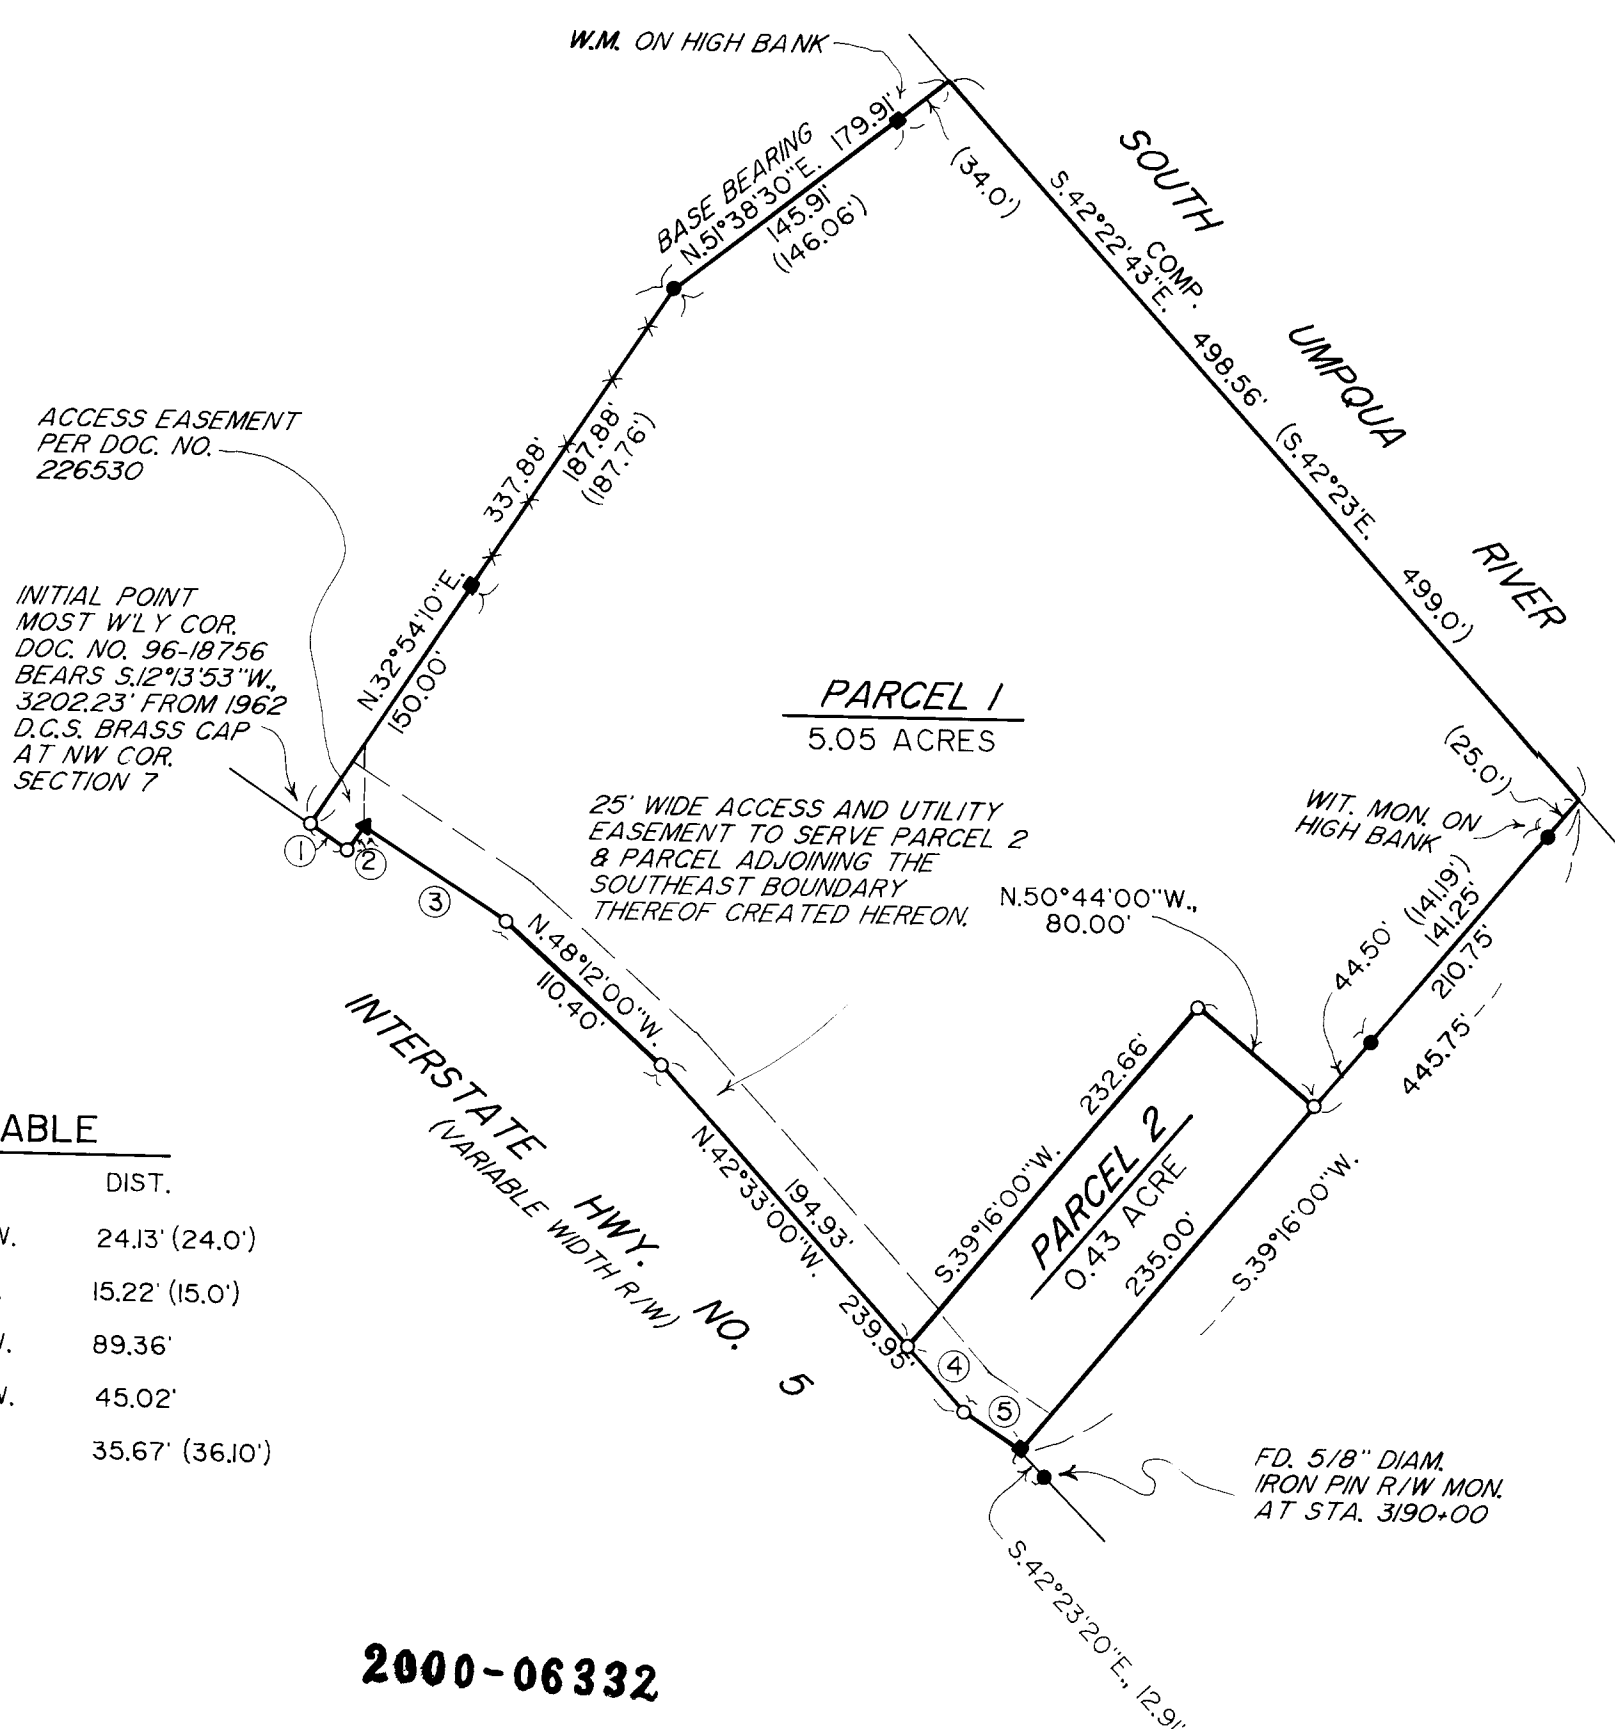 W.M. ON HIGH BANK
BASE BEARING
N.51°38'30"E. 179.91'
145.91'
(146.06')
(34.0')
SOUTH
UMPQUA
RIVER
S.42°22'43"E. 498.56'
COMP.
(S.42°23'E. 499.0')
ACCESS EASEMENT
PER DOC. NO.
226530
337.88'
187.88'
(187.76')
N.32°54'10"E.
150.00'
INITIAL POINT
MOST W'LY COR.
DOC. NO. 96-18756
BEARS S.12°13'53"W.,
3202.23' FROM 1962
D.C.S. BRASS CAP
AT NW COR.
SECTION 7
PARCEL 1
5.05 ACRES
25' WIDE ACCESS AND UTILITY
EASEMENT TO SERVE PARCEL 2
& PARCEL ADJOINING THE
SOUTHEAST BOUNDARY
THEREOF CREATED HEREON.
(25.0')
WIT. MON. ON
HIGH BANK
N.50°44'00"W.,
80.00'
44.50'
(141.19')
141.25'
210.75'
445.75'
S.39°16'00"W.
1
2
3
N.48°12'00"W.
110.40'
INTERSTATE HWY. NO. 5
(VARIABLE WIDTH R/W)
194.93'
N.42°33'00"W.
239.95'
232.66'
S.39°16'00"W.
PARCEL 2
0.43 ACRE
235.00'
4
5
FD. 5/8" DIAM.
IRON PIN R/W MON.
AT STA. 3190+00
S.42°23'20"E., 12.91'
ABLE
DIST.
W. 24.13' (24.0')
. 15.22' (15.0')
W. 89.36'
W. 45.02'
35.67' (36.10')
2000-06332